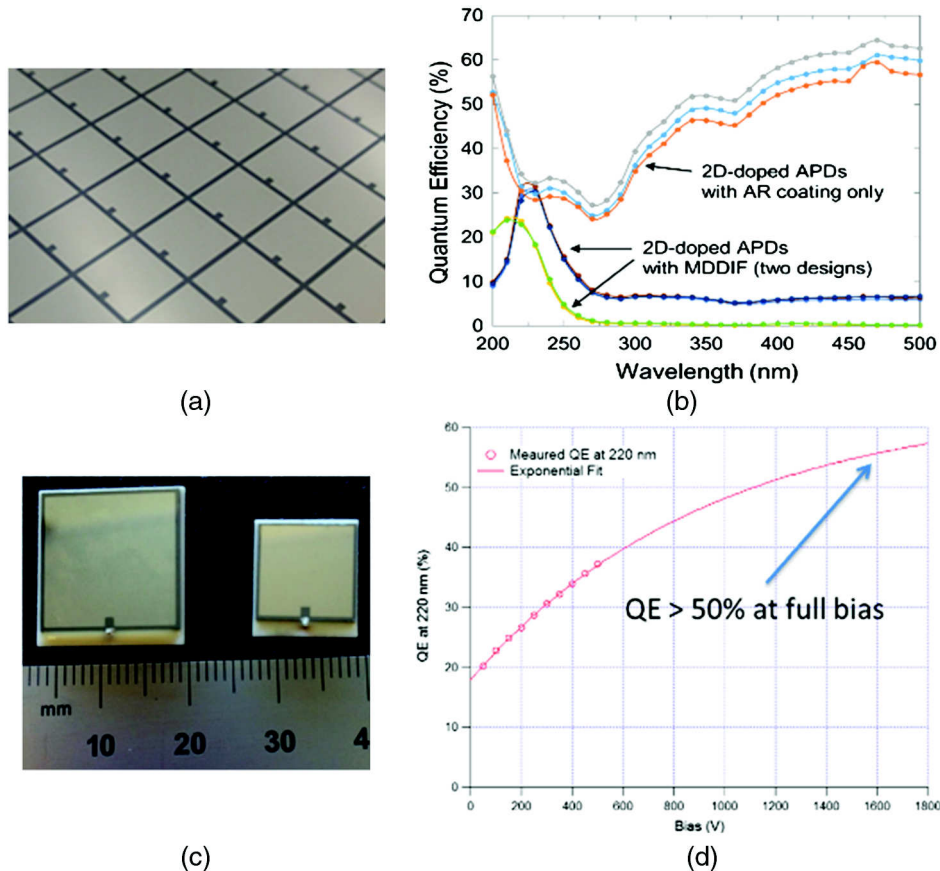 (a)
Quantum Efficiency (%)
70
60
50
40
30
20
10
0
2D-doped APDs
with AR coating only
2D-doped APDs
with MDDIF (two designs)
200
250
300
350
400
450
500
Wavelength (nm)
(b)
mm
10
20
30
4
(c)
QE at 220 nm (%)
60
50
40
30
20
10
0
Meaured QE at 220 nm
Exponential Fit
QE > 50% at full bias
0
200
400
600
800
1000
1200
1400
1600
1800
Bias (V)
(d)